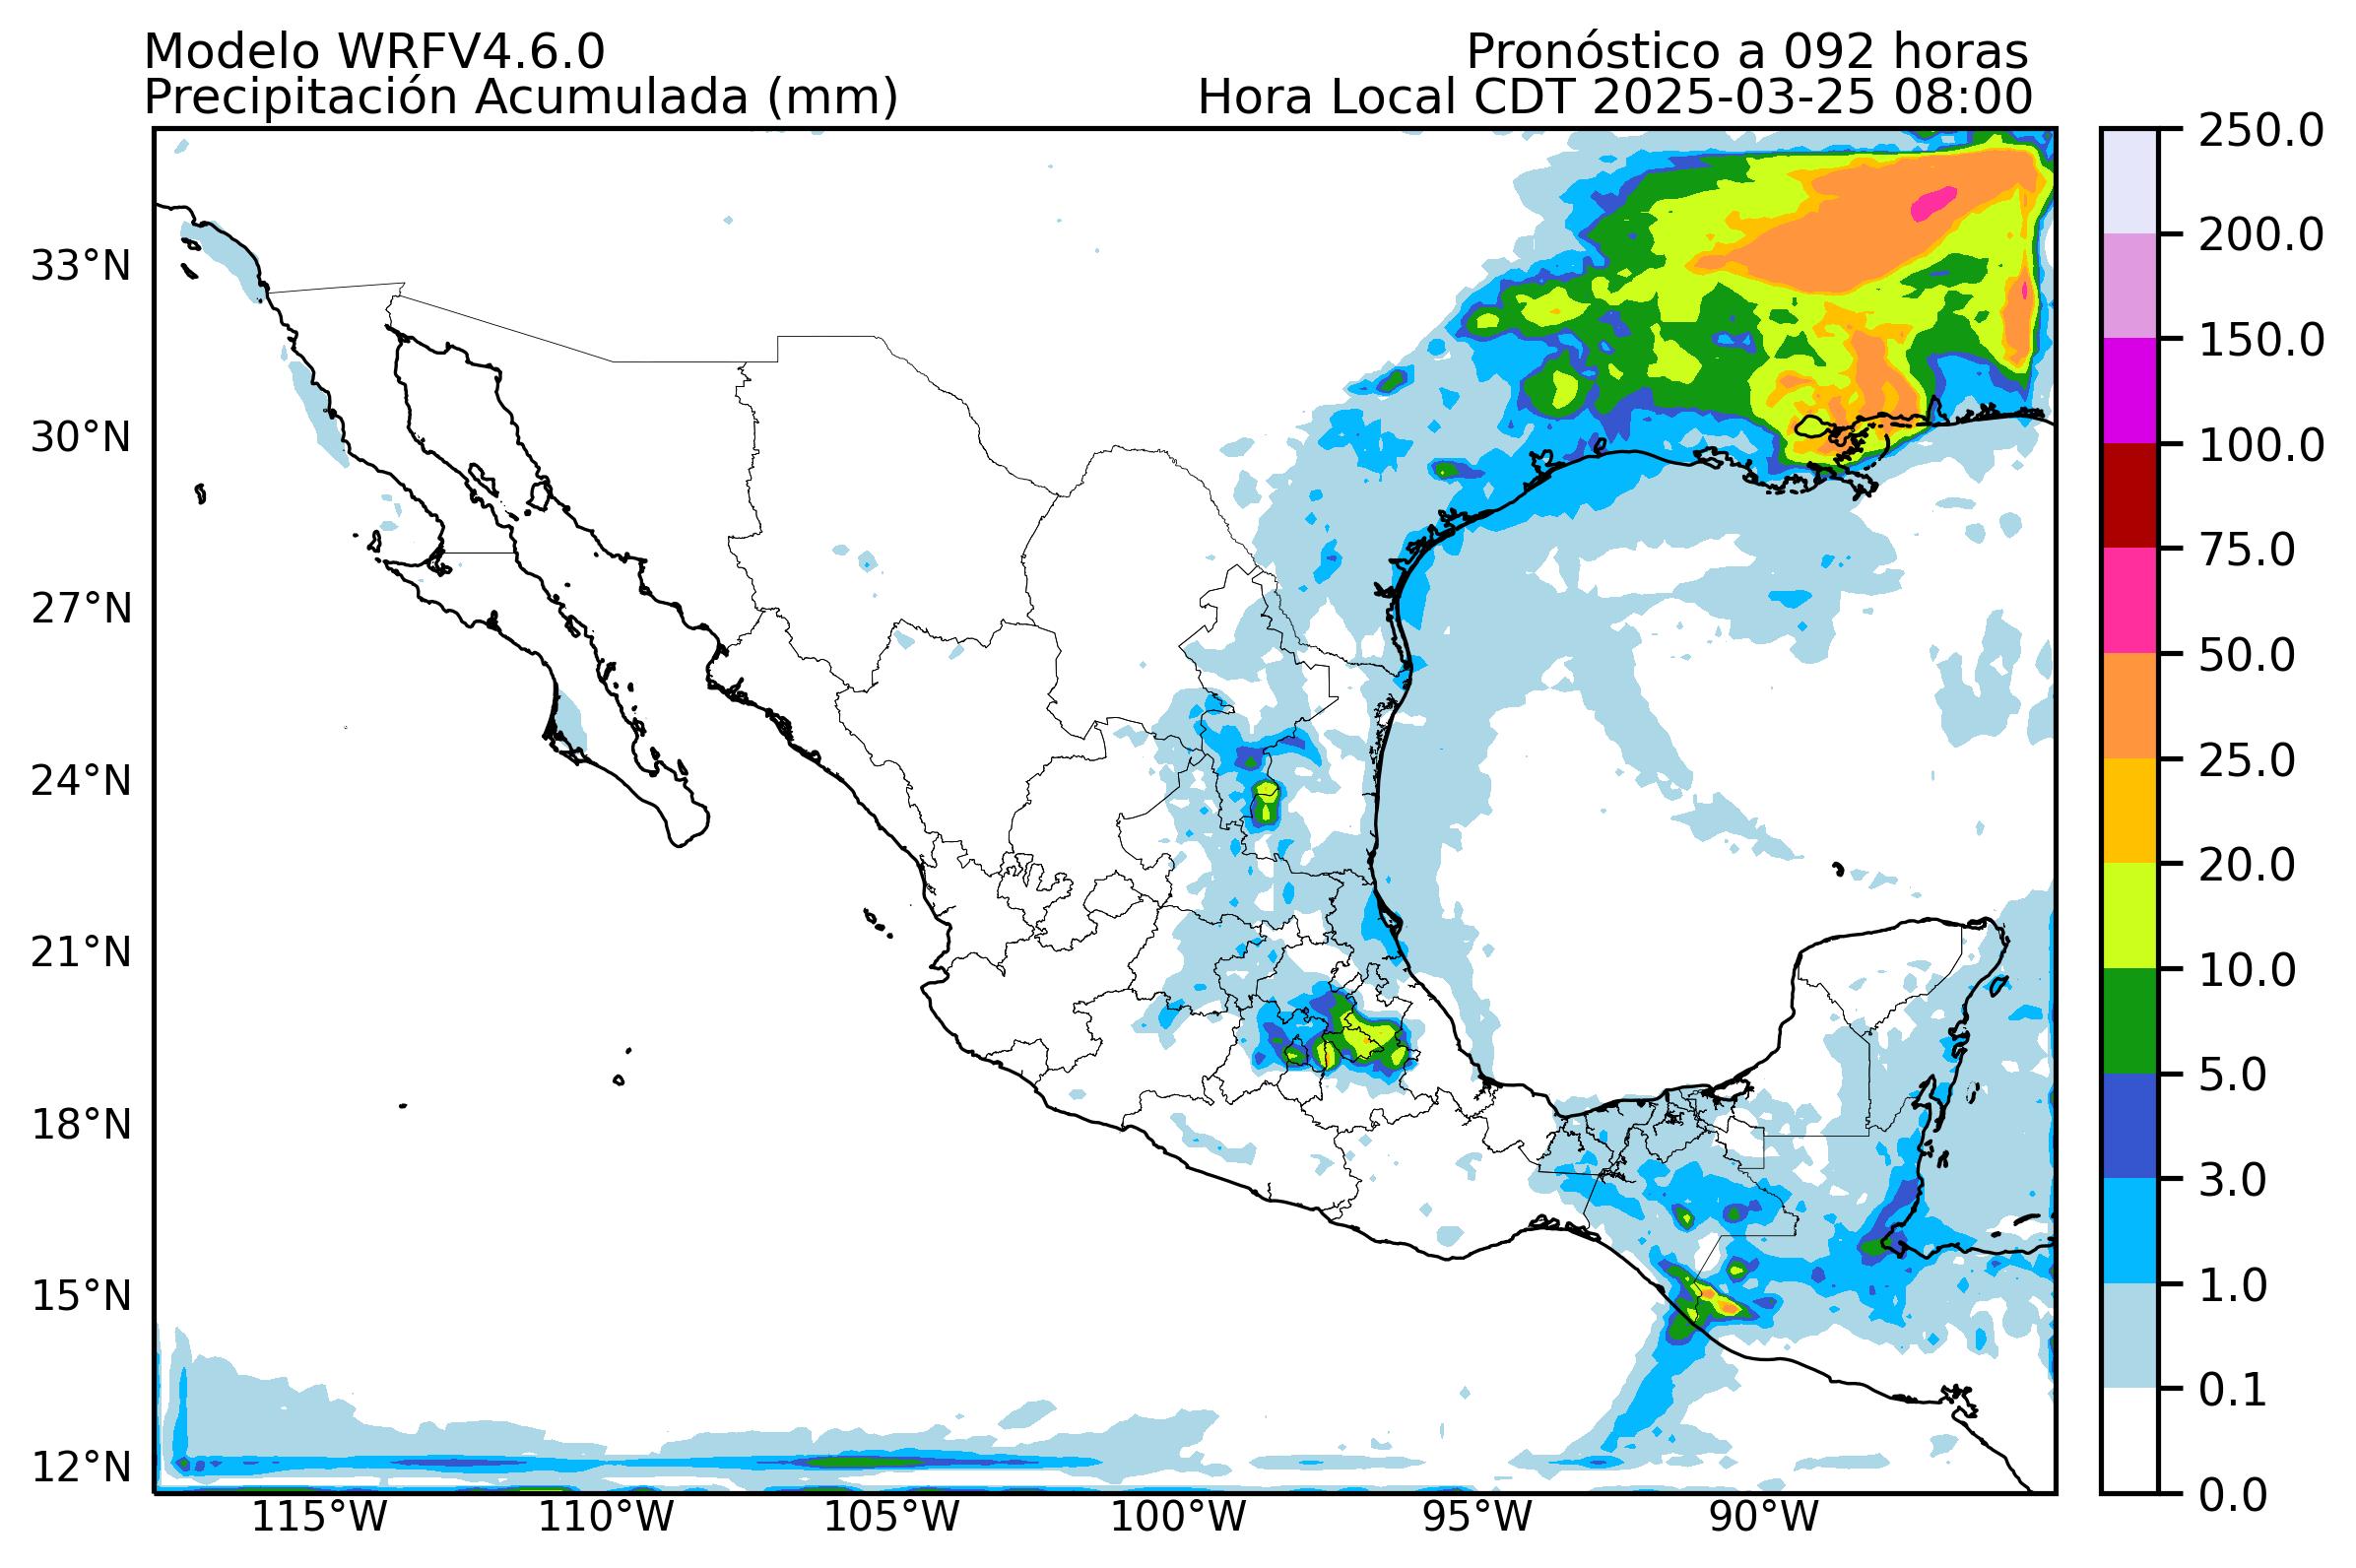 Modelo WRFV4.6.0
Pronóstico a 092 horas
Precipitación Acumulada (mm)
Hora Local CDT 2025-03-25 08:00
33°N
30°N
27°N
24°N
21°N
18°N
15°N
12°N
115°W
110°W
105°W
100°W
95°W
90°W
250.0
200.0
150.0
100.0
75.0
50.0
25.0
20.0
10.0
5.0
3.0
1.0
0.1
0.0